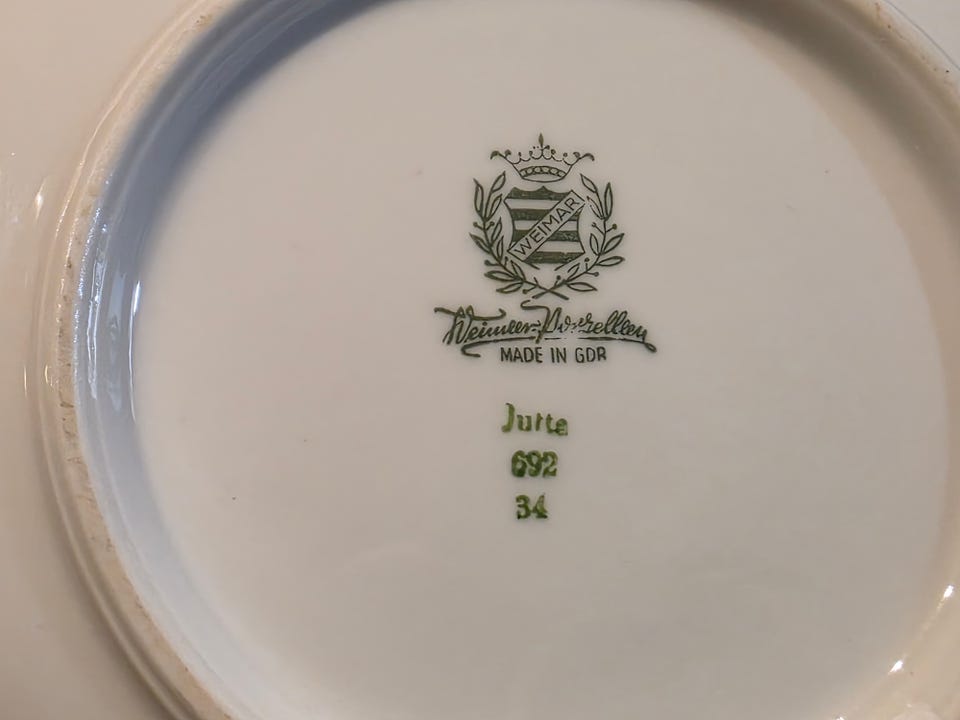 WEIMAR
Weimar-Porzellan
MADE IN GDR
Jutta
692
34